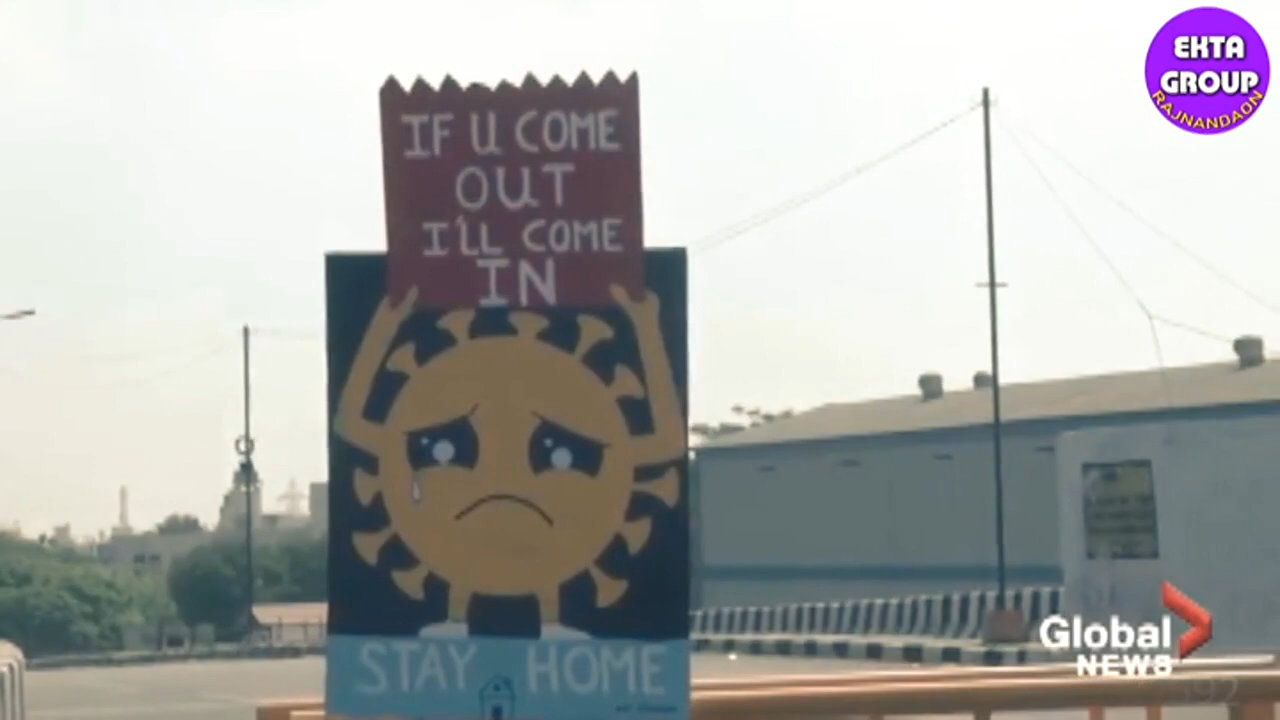 EKTA
GROUP
RAJNANDAON
IF U COME
OUT
I'LL COME
IN
STAY HOME
Global
NEWS